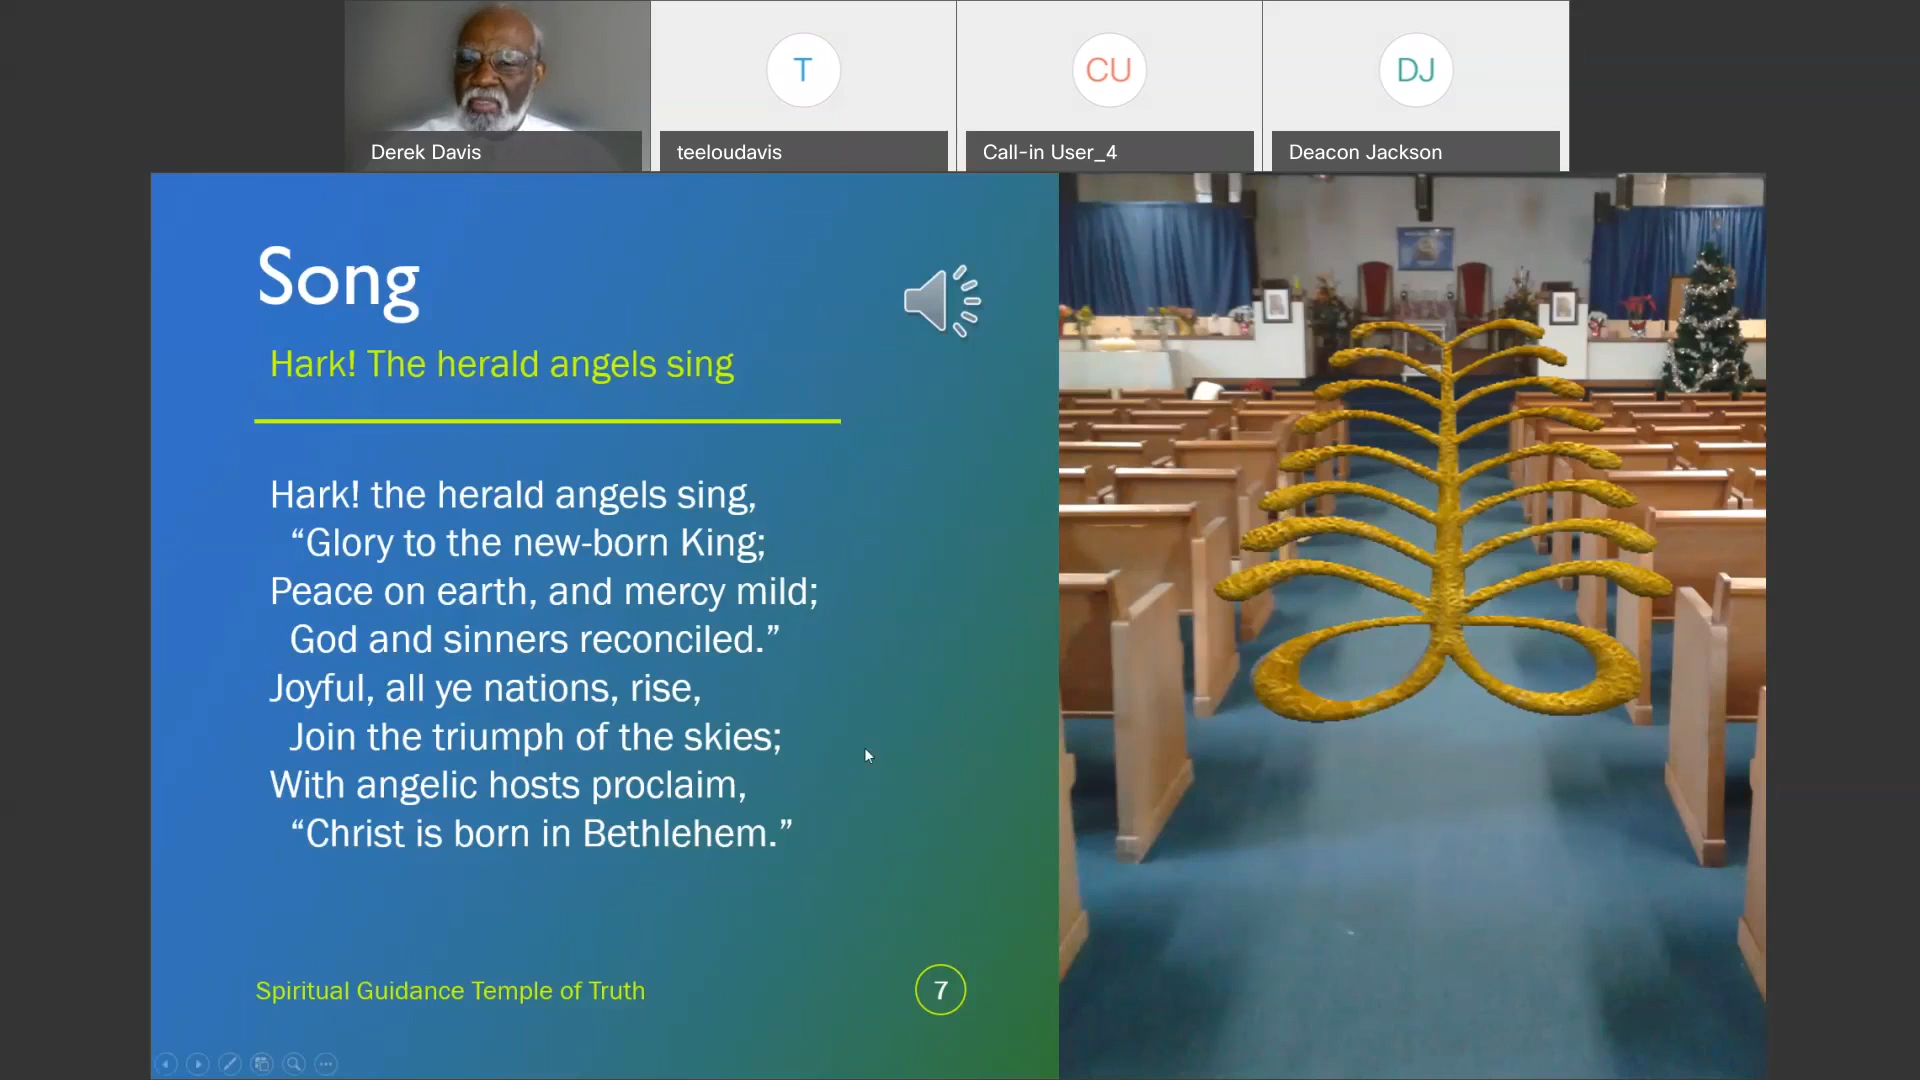 T
CU
DJ
Derek Davis
teeloudavis
Call-in User_4
Deacon Jackson
Song
Hark! The herald angels sing
Hark! the herald angels sing,
“Glory to the new-born King;
Peace on earth, and mercy mild;
God and sinners reconciled.”
Joyful, all ye nations, rise,
Join the triumph of the skies;
With angelic hosts proclaim,
“Christ is born in Bethlehem.”
Spiritual Guidance Temple of Truth
7